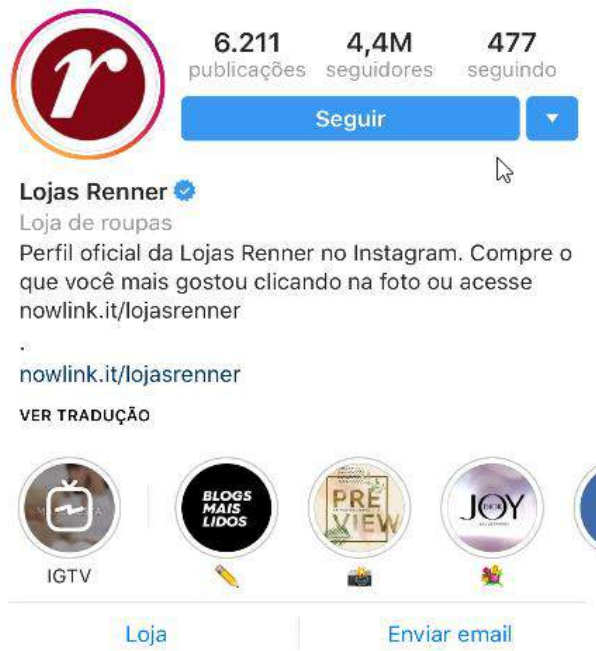 r
6.211 4,4M 477
publicações seguidores seguindo
Seguir
Lojas Renner
Loja de roupas
Perfil oficial da Lojas Renner no Instagram. Compre o
que você mais gostou clicando na foto ou acesse
nowlink.it/lojasrenner
.
nowlink.it/lojasrenner
VER TRADUÇÃO
BLOGS
MAIS
LIDOS
PRE
VIEW
JOY
DIOR
IGTV
Loja Enviar email